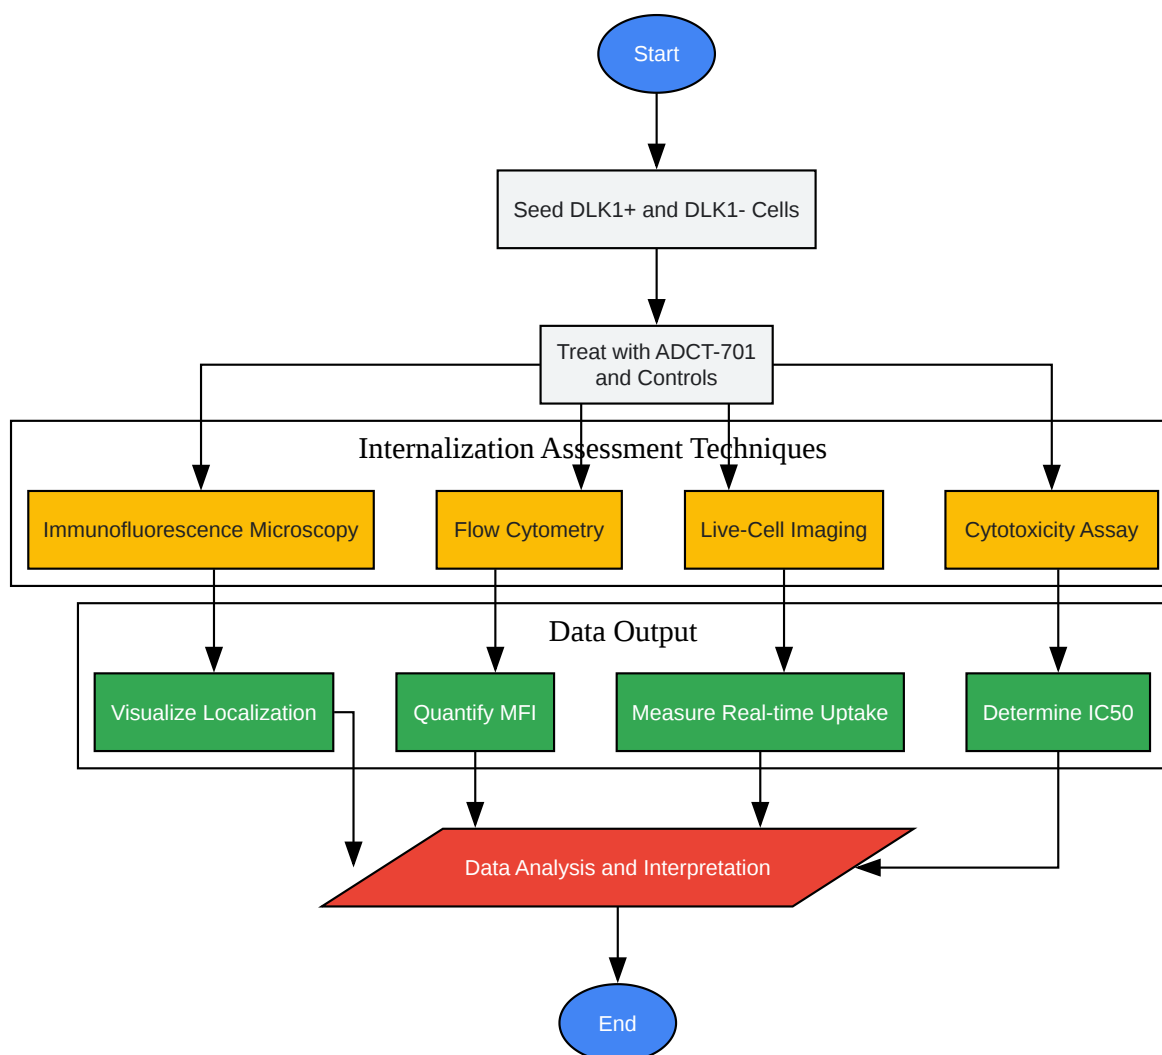 Start
Seed DLK1+ and DLK1- Cells
Treat with ADCT-701
and Controls
Internalization Assessment Techniques
Immunofluorescence Microscopy
Flow Cytometry
Live-Cell Imaging
Cytotoxicity Assay
Data Output
Visualize Localization
Quantify MFI
Measure Real-time Uptake
Determine IC50
Data Analysis and Interpretation
End